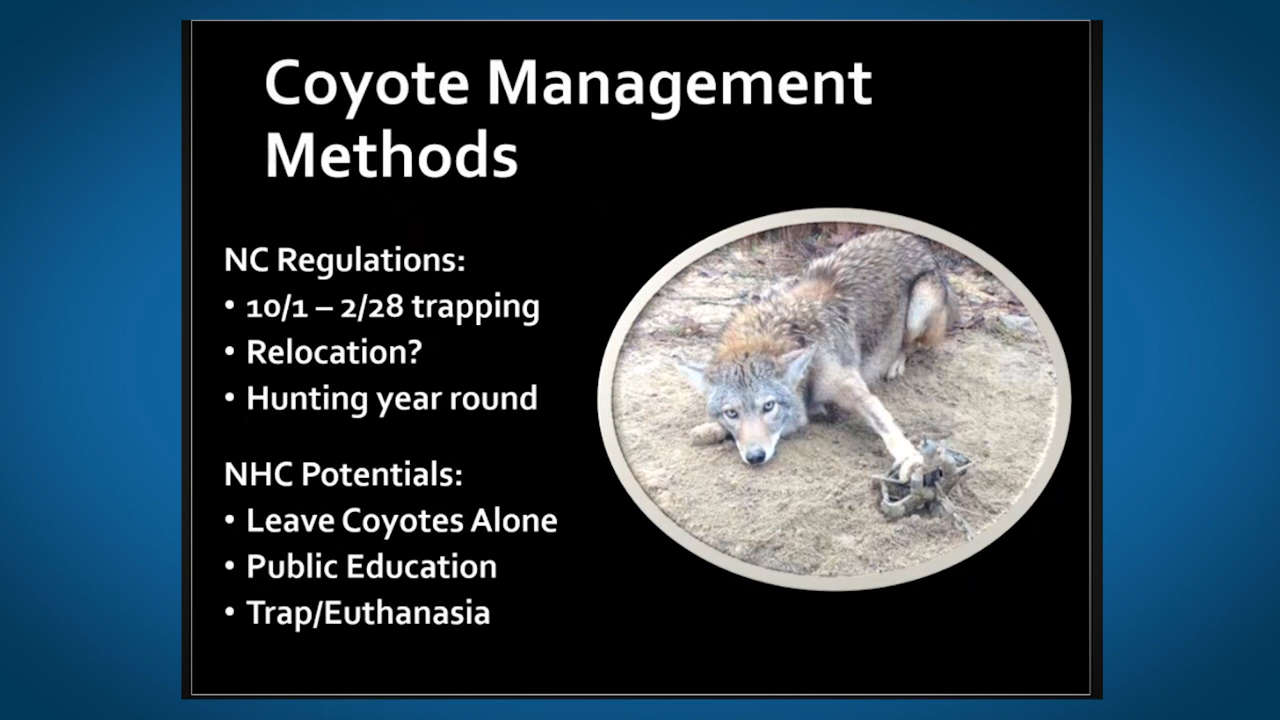 Coyote Management
Methods
NC Regulations:
• 10/1 – 2/28 trapping
• Relocation?
• Hunting year round
NHC Potentials:
• Leave Coyotes Alone
• Public Education
• Trap/Euthanasia